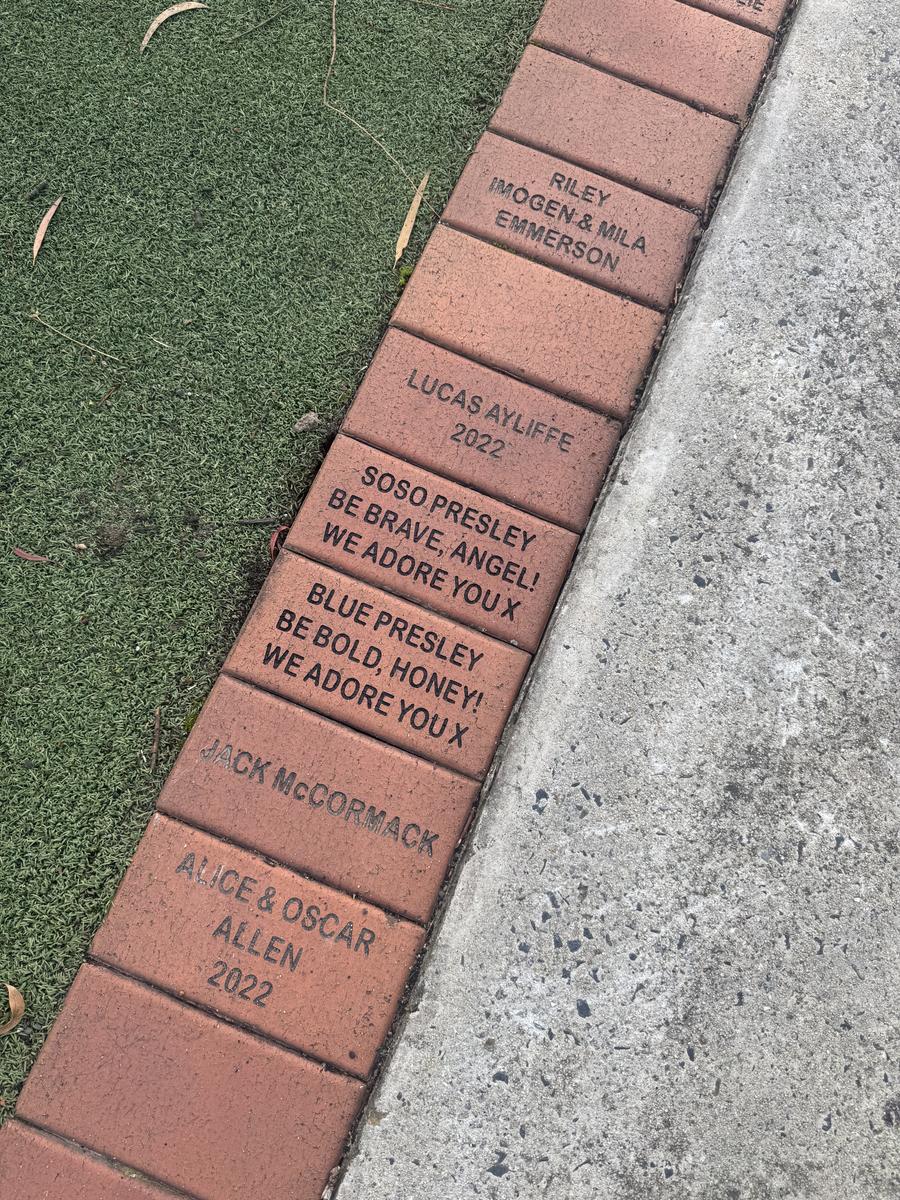 RILEY
IMOGEN & MILA
EMMERSON
LUCAS AYLIFFE
2022
SOSO PRESLEY
BE BRAVE, ANGEL!
WE ADORE YOU X
BLUE PRESLEY
BE BOLD, HONEY!
WE ADORE YOU X
JACK McCORMACK
ALICE & OSCAR
ALLEN
2022